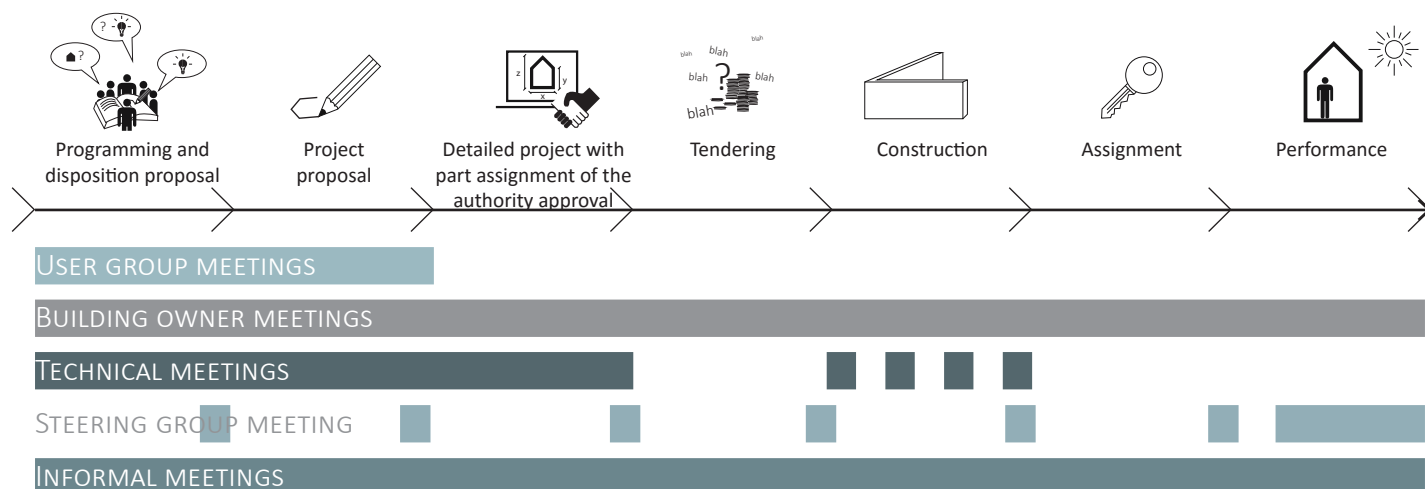 ? 
?
blah
blah
blah
blah
?
blah
blah
z
y
x
Programming and
disposition proposal
Project
proposal
Detailed project with
part assignment of the
authority approval
Tendering
Construction
Assignment
Performance
USER GROUP MEETINGS
BUILDING OWNER MEETINGS
TECHNICAL MEETINGS
STEERING GROUP MEETING
INFORMAL MEETINGS